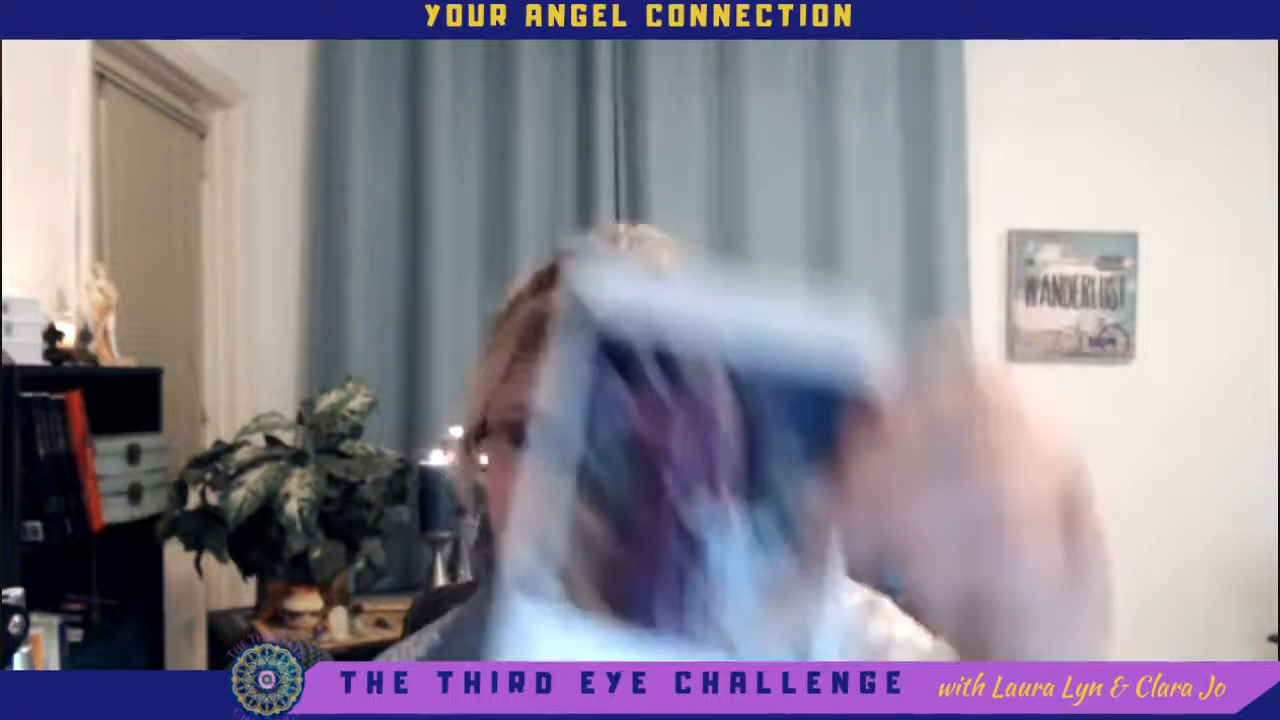 YOUR ANGEL CONNECTION
WANDERLUST
THE THIRD EYE CHALLENGE
with Laura Lyn & Clara Jo